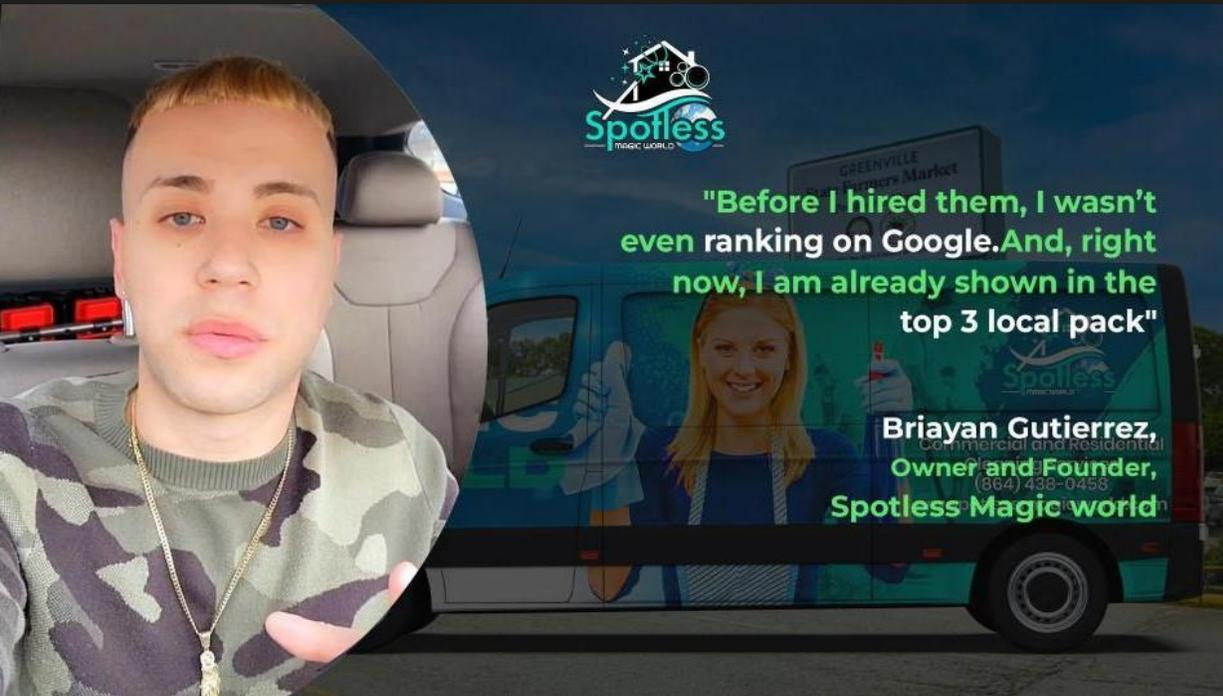 Spotless
MAGIC WORLD
GREENVILLE
State Farmers Market
"Before I hired them, I wasn't
even ranking on Google.And, right
now, I am already shown in the
top 3 local pack"
Spotless
MAGIC WORLD
Briayan Gutierrez,
Commercial and Residential
Owner and Founder,
(864) 438-0458
Spotless Magic world